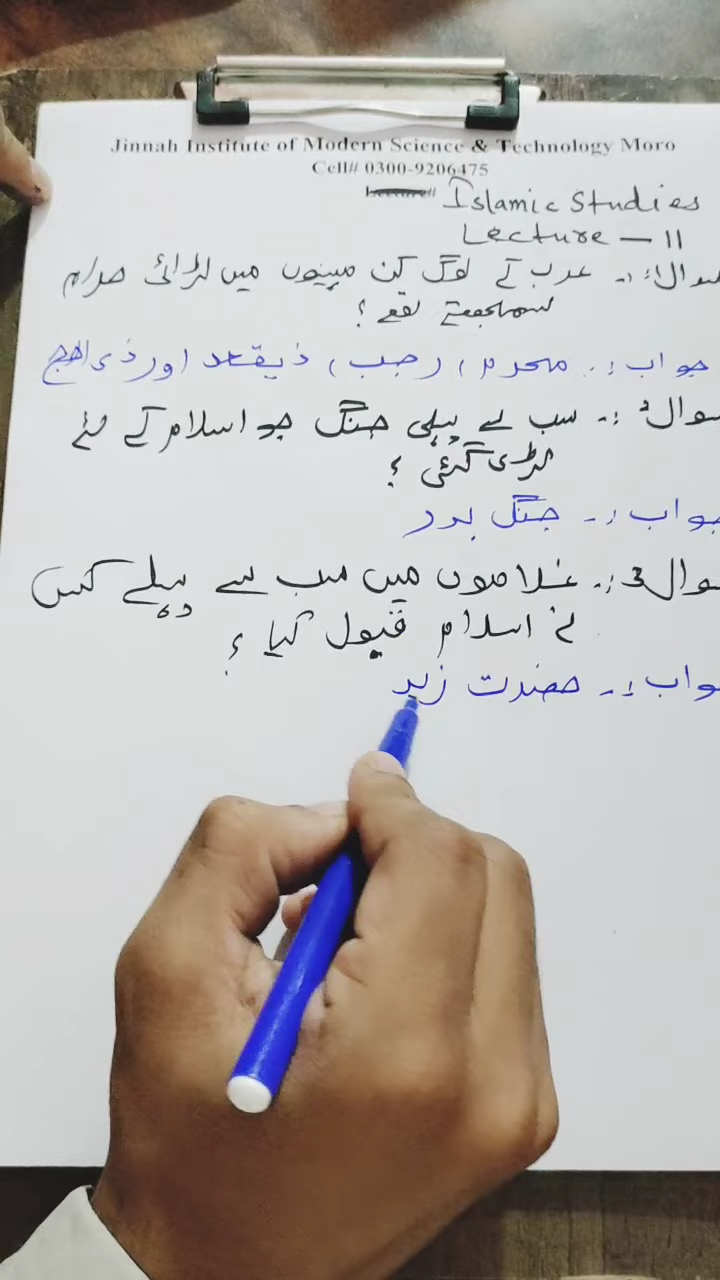 Jinnah Institute of Modern Science & Technology Moro
Cell# 0300-9206475
Islamic Studies
Lecture – 11
سوال1:۔ عرب کے لوگ کن مہینوں میں لڑائی حرام
سمجھتے تھے؟
جواب:۔ محرم، رجب، ذیقعد اور ذی الحج
سوال2:۔ سب سے پہلی جنگ جو اسلام کے لئے
لڑی گئی؟
جواب:۔ جنگ بدر
سوال3:۔ غلاموں میں سب سے پہلے کس
نے اسلام قبول کیا؟
جواب:۔ حضرت زید